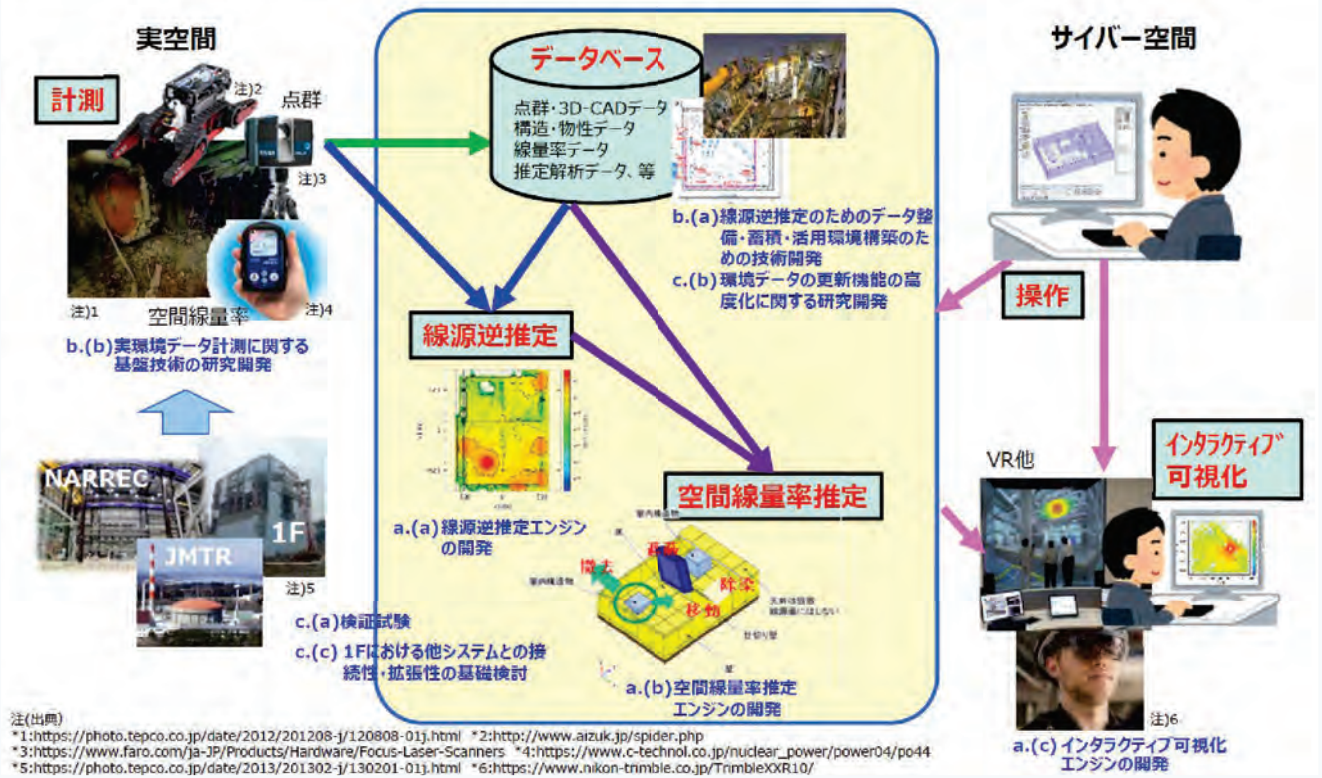 実空間
サイバー空間
計測
注)2
点群
注)3
注)1
空間線量率
注)4
b.(b)実環境データ計測に関する
基盤技術の研究開発
NARREC
1F
JMTR
注)5
c.(a)検証試験
c.(c) 1Fにおける他システムとの接
続性・拡張性の基礎検討
データベース
点群・3D-CADデータ
構造・物性データ
線量率データ
推定解析データ、等
b.(a)線源逆推定のためのデータ整
備・蓄積・活用環境構築のた
めの技術開発
c.(b)環境データの更新機能の高
度化に関する研究開発
線源逆推定
a.(a)線源逆推定エンジン
の開発
空間線量率推定
室内構造物
床
遮蔽
撤去
室内構造物
除染
移動
仕切り壁
a.(b)空間線量率推定
エンジンの開発
操作
VR他
インタラクティブ
可視化
注)6
a.(c)インタラクティブ可視化
エンジンの開発
注(出典)
*1:https://photo.tepco.co.jp/date/2012/201208-j/120808-01j.html *2:http://www.aizuk.jp/spider.php
*3:https://www.faro.com/ja-JP/Products/Hardware/Focus-Laser-Scanners *4:https://www.c-technol.co.jp/nuclear_power/power04/po44
*5:https://photo.tepco.co.jp/date/2013/201302-j/130201-01j.html *6:https://www.nikon-trimble.co.jp/TrimbleXXR10/